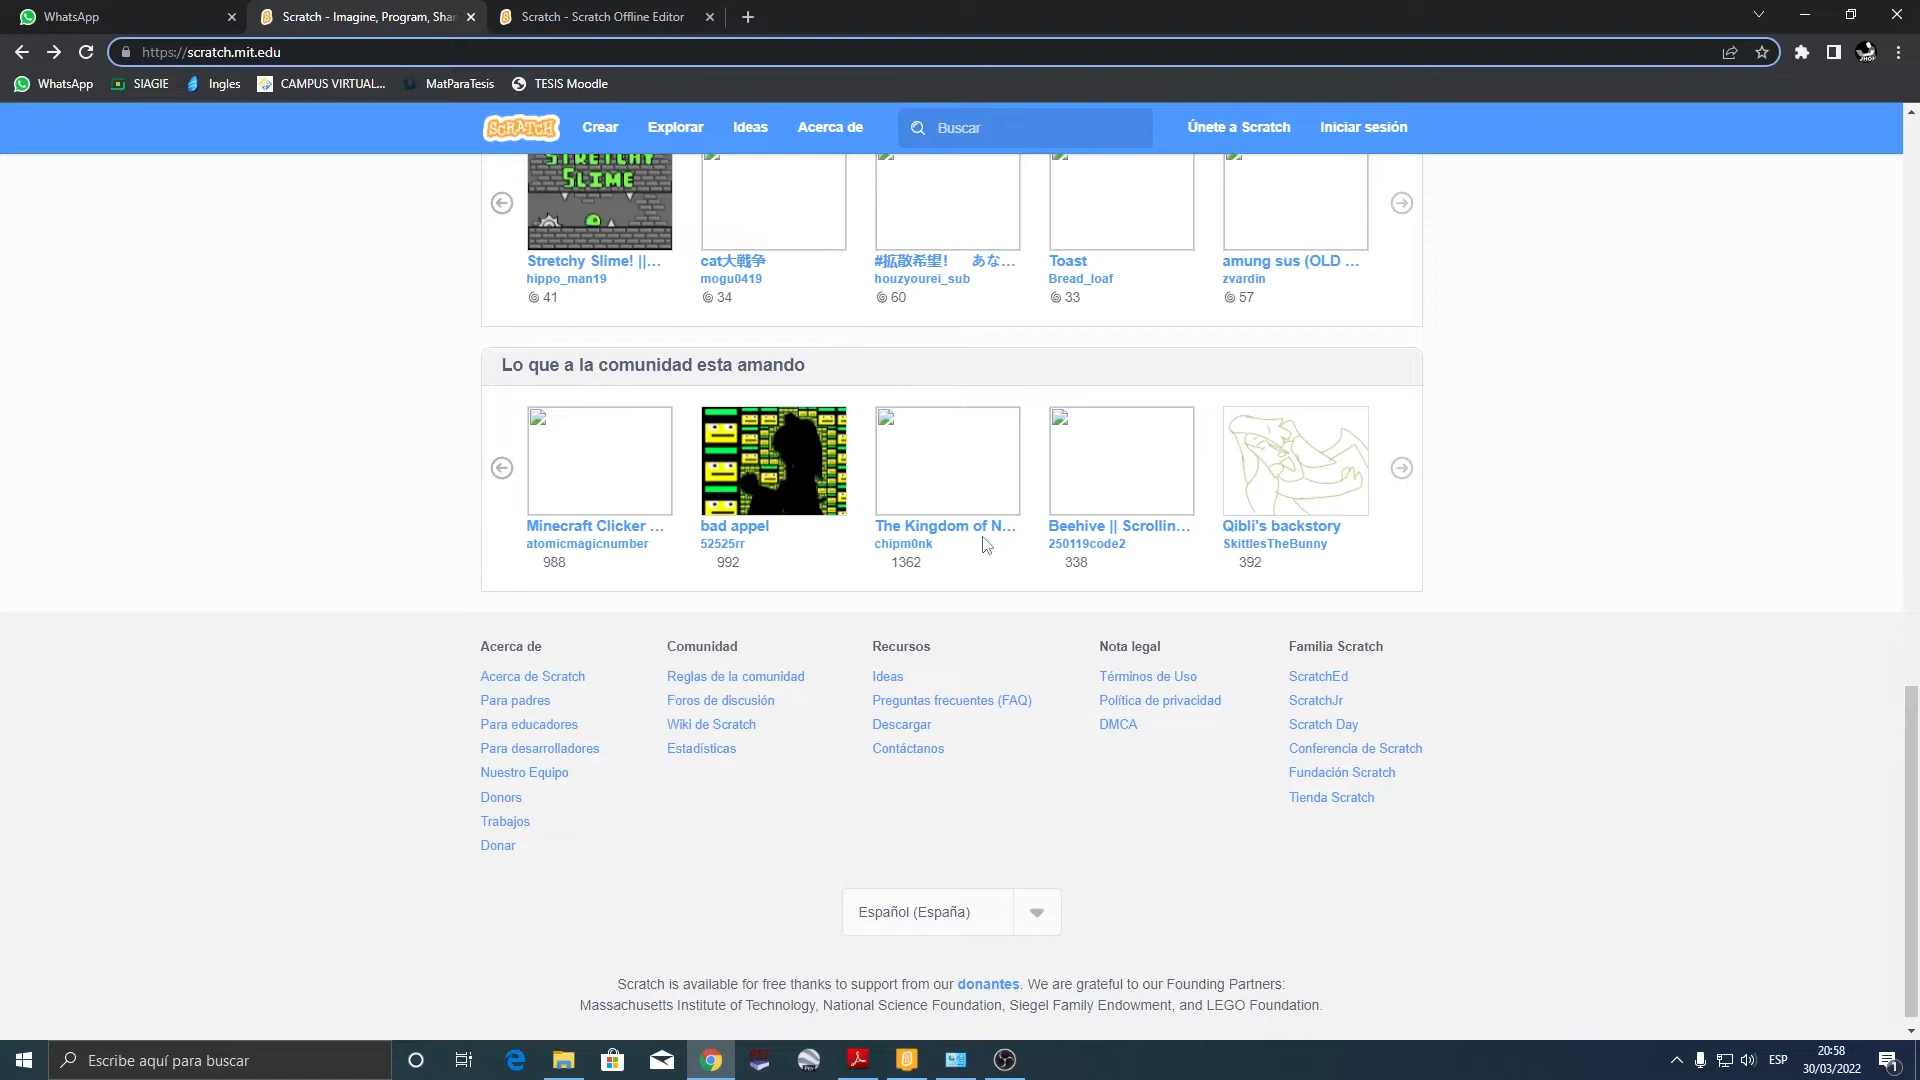 WhatsApp
Scratch - Imagine, Program, Shar
Scratch - Scratch Offline Editor
https://scratch.mit.edu
WhatsApp SIAGIE Ingles CAMPUS VIRTUAL... MatParaTesis TESIS Moodle
SCRATCH Crear Explorar Ideas Acerca de Buscar Únete a Scratch Iniciar sesión
STRETCHY
SLIME
Stretchy Slime! ||... cat大戦争 #拡散希望! あな... Toast amung sus (OLD ...
hippo_man19 mogu0419 houzyourei_sub Bread_loaf zvardin
41 34 60 33 57
Lo que a la comunidad esta amando
Minecraft Clicker ... bad appel The Kingdom of N... Beehive || Scrollin... Qibli's backstory
atomicmagicnumber 52525rr chipm0nk 250119code2 SkittlesTheBunny
988 992 1362 338 392
Acerca de Comunidad Recursos Nota legal Familia Scratch
Acerca de Scratch Reglas de la comunidad Ideas Términos de Uso ScratchEd
Para padres Foros de discusión Preguntas frecuentes (FAQ) Política de privacidad ScratchJr
Para educadores Wiki de Scratch Descargar DMCA Scratch Day
Para desarrolladores Estadísticas Contáctanos Conferencia de Scratch
Nuestro Equipo Fundación Scratch
Donors Tienda Scratch
Trabajos
Donar
Español (España)
Scratch is available for free thanks to support from our donantes. We are grateful to our Founding Partners:
Massachusetts Institute of Technology, National Science Foundation, Siegel Family Endowment, and LEGO Foundation.
Escribe aquí para buscar
ESP
20:58
30/03/2022
1